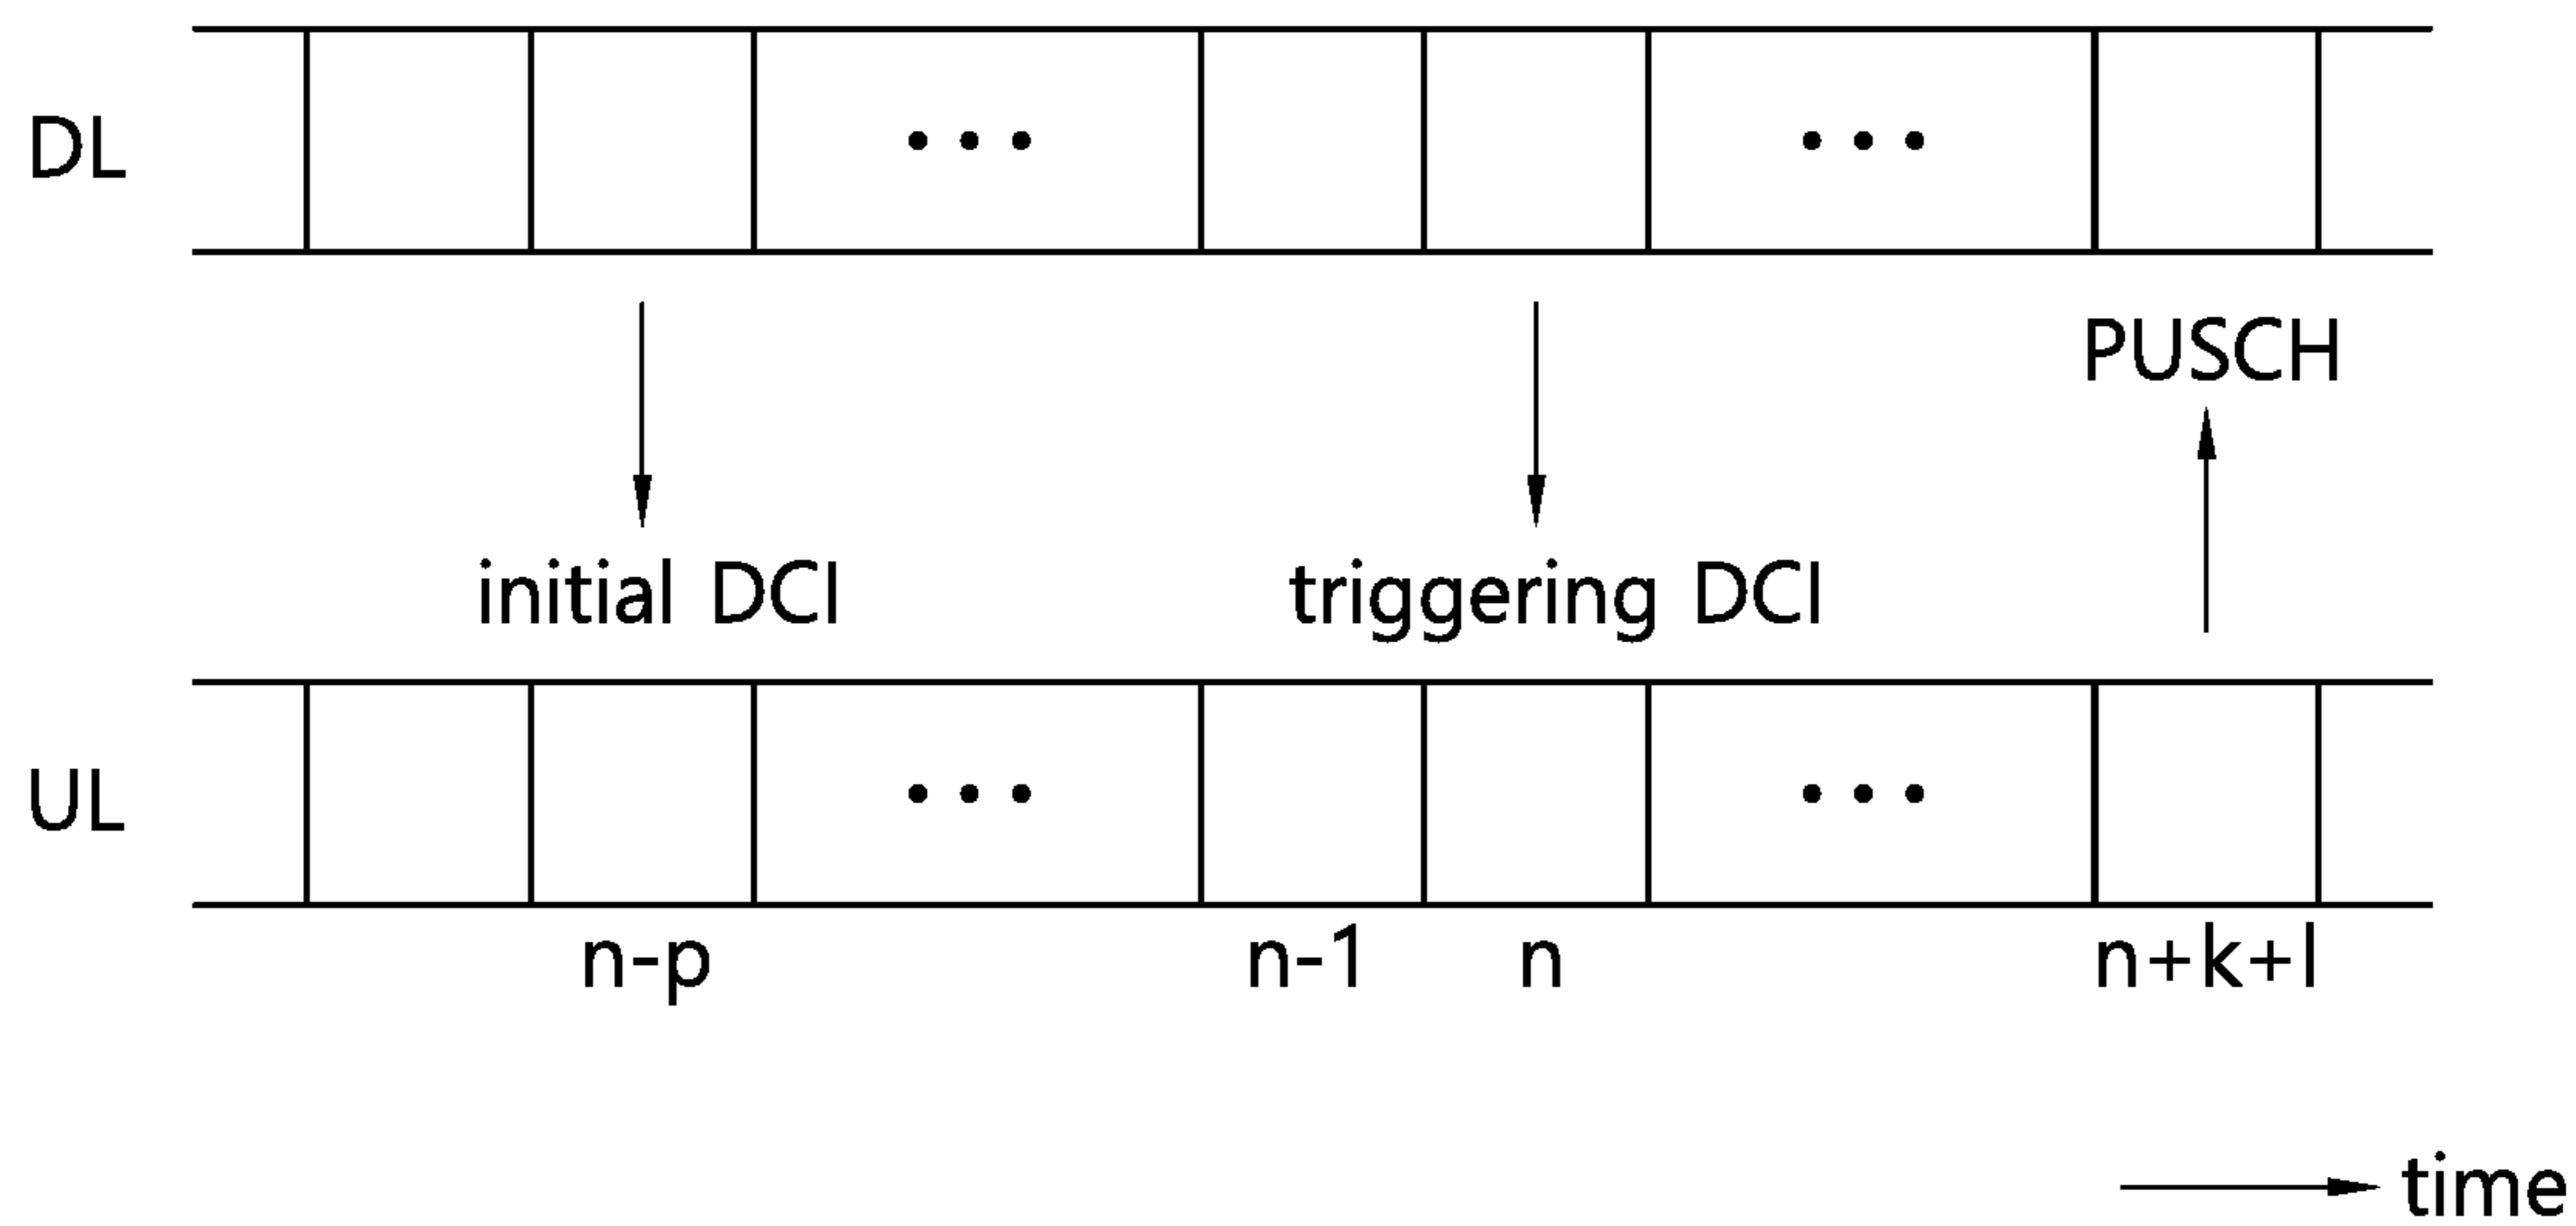 DL
PUSCH
initial DCI
triggering DCI
UL
n-p
n-1
n
n+k+l
time